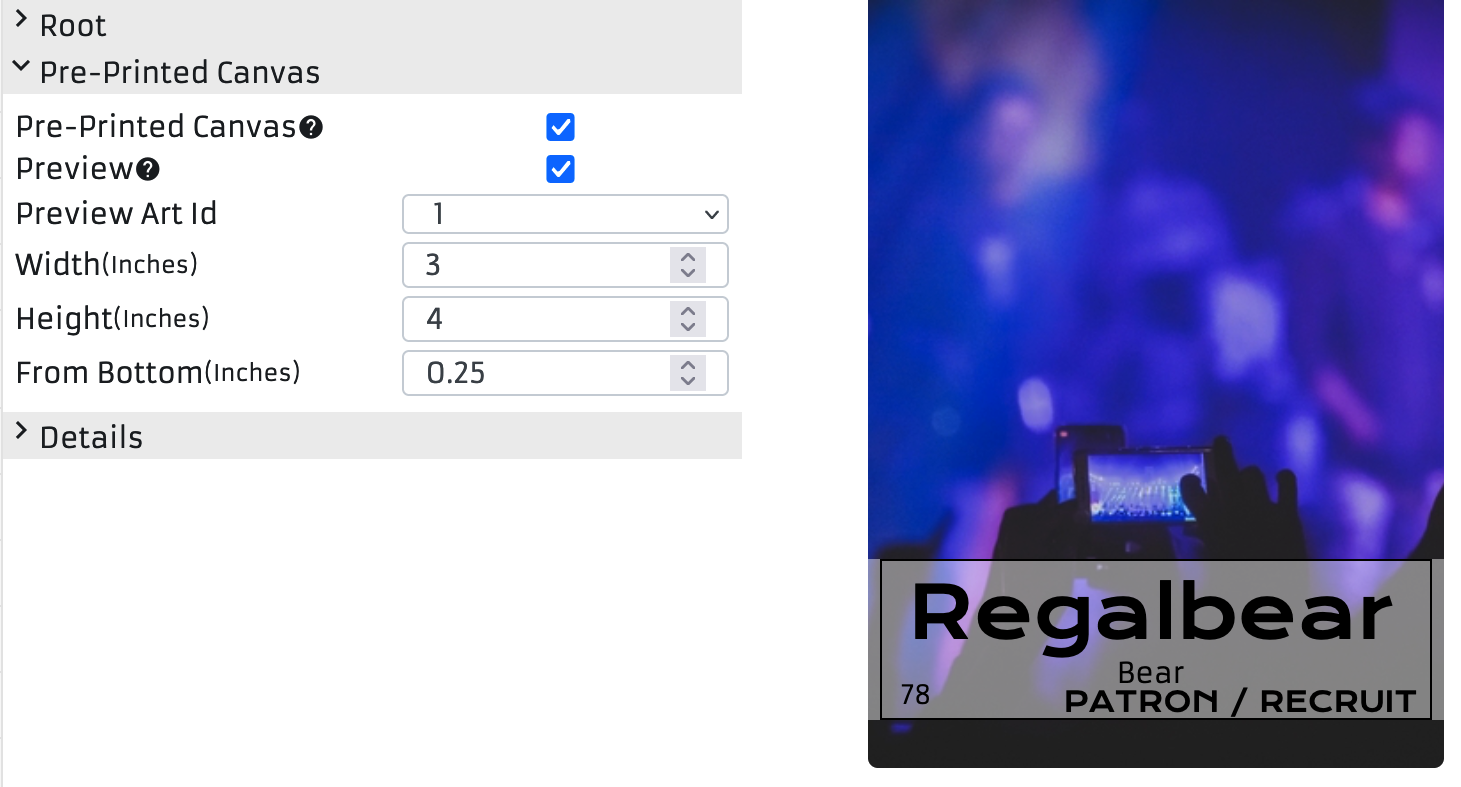 Root
Pre-Printed Canvas
Pre-Printed Canvas?
Preview?
Preview Art Id 1
Width(Inches) 3
Height(Inches) 4
From Bottom(Inches) 0.25
Details
Regalbear
Bear
78
PATRON / RECRUIT